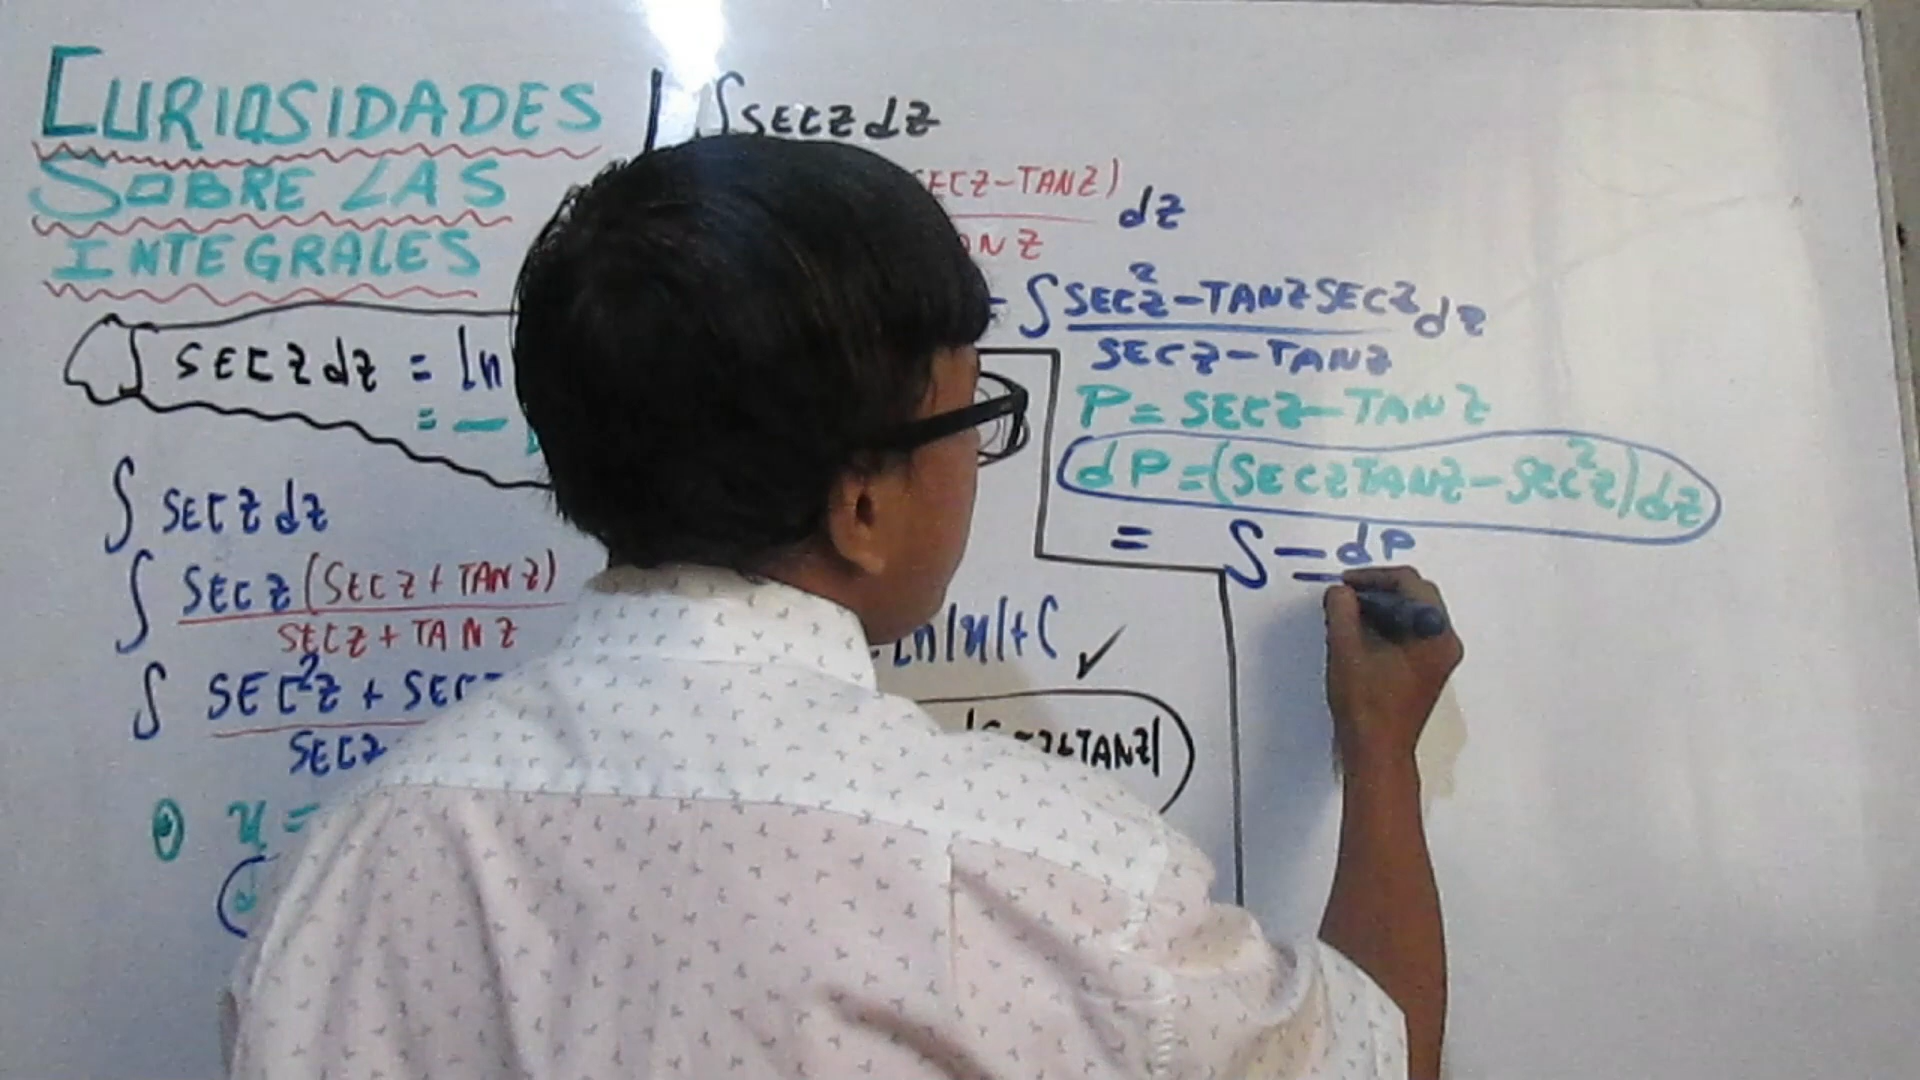 CURIOSIDADES
SOBRE LAS
INTEGRALES
∫ SEC Z dz = ln
= -
∫ SEC Z dz
∫ SEC Z (SEC Z + TAN Z)
SEC Z + TAN Z
∫ SEC²Z + SEC
SEC Z
u =
∫ SEC Z dz
SEC Z - TAN Z)
dz
AN Z
∫ SEC²Z - TAN Z SEC Z dz
SEC Z - TAN Z
P = SEC Z - TAN Z
dP = (SEC Z TAN Z - SEC²Z) dz
= ∫ - dP
Ln|u| + C ✓
+ TAN Z|